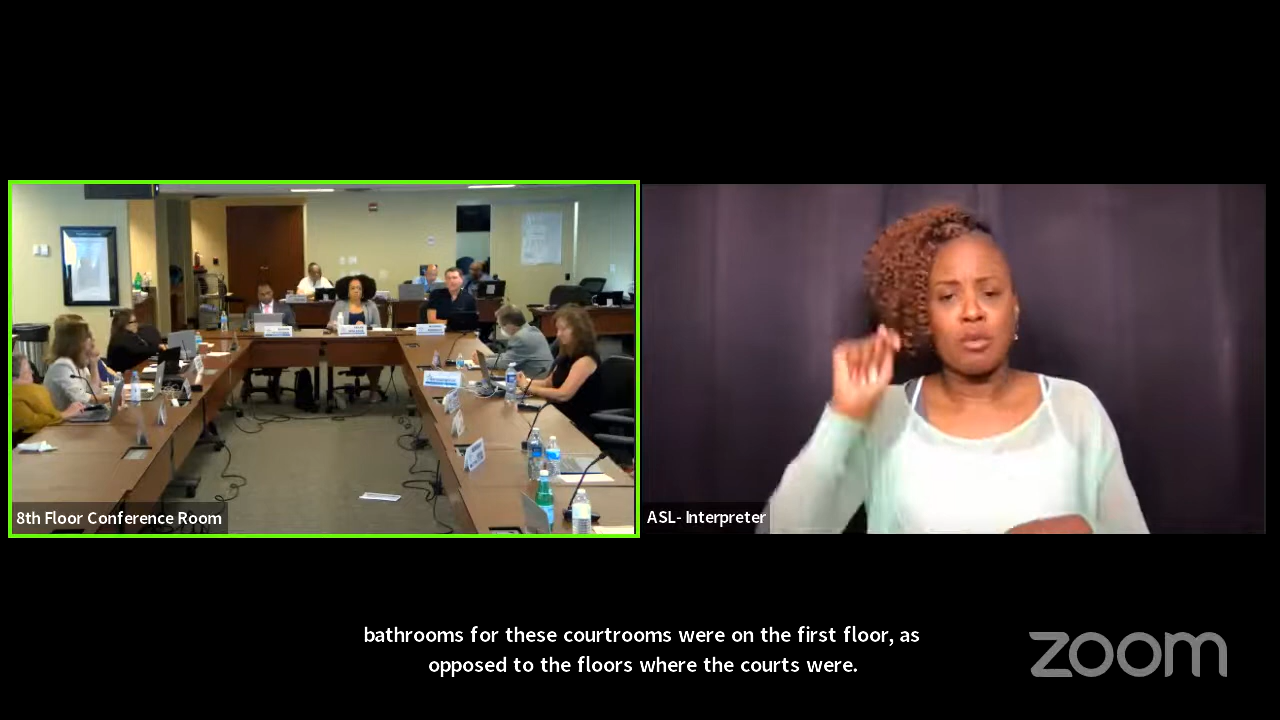 8th Floor Conference Room
ASL- Interpreter
bathrooms for these courtrooms were on the first floor, as
opposed to the floors where the courts were.
zoom